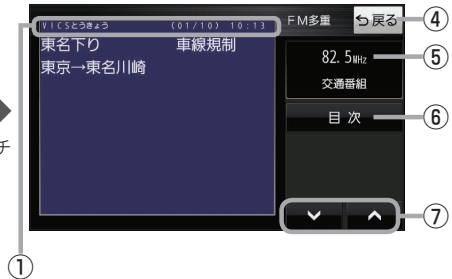 VICSとうきょう (01/10) 10:13
FM多重
戻る
④
東名下り 車線規制
東京→東名川崎
82.5MHz
⑤
交通番組
チ
目次
⑥
⑦
①